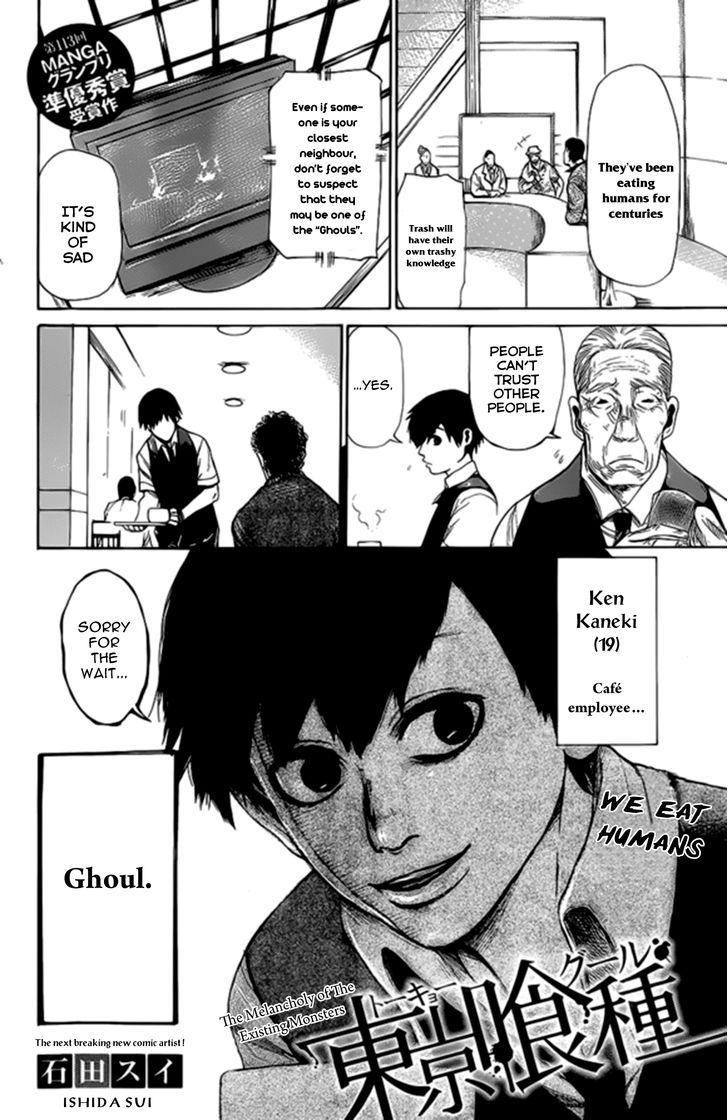 They've been
eating
humans for
centuries
Trash will
have their
own trashy
knowledge
Even if some-
one is your
closest
neighbour,
don't forget
to suspect
that they
may be one of
the "Ghouls".
第113回
MANGA
グランプリ
準優秀賞
受賞作
IT'S
KIND
OF
SAD
PEOPLE
CAN'T
TRUST
OTHER
PEOPLE.
...YES.
Ken
Kaneki
(19)
Café
employee...
SORRY
FOR
THE
WAIT...
WE EAT
HUMANS
Ghoul.
The Melancholy of The
Existing Monsters
トーキョーグール
東京喰種
The next breaking new comic artist!
石田スイ
ISHIDA SUI